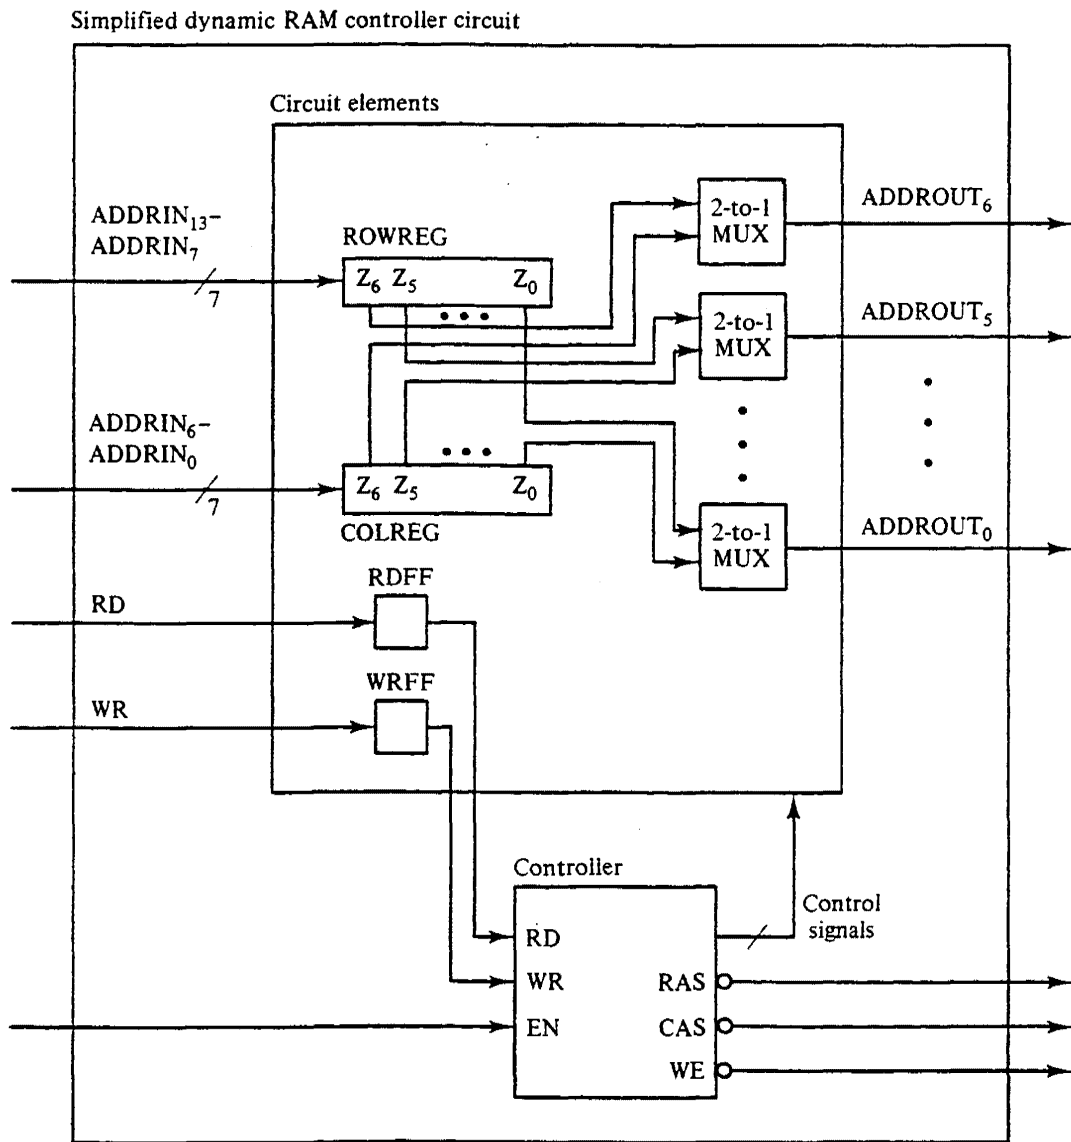 Simplified dynamic RAM controller circuit
Circuit elements
ADDRIN₁₃–
ADDRIN₇
7
ROWREG
Z₆ Z₅ Z₀
2-to-1
MUX
ADDROUT₆
2-to-1
MUX
ADDROUT₅
ADDRIN₆–
ADDRIN₀
7
Z₆ Z₅ Z₀
COLREG
2-to-1
MUX
ADDROUT₀
RD
RDFF
WR
WRFF
Controller
Control
signals
RD
WR
EN
RAS
CAS
WE